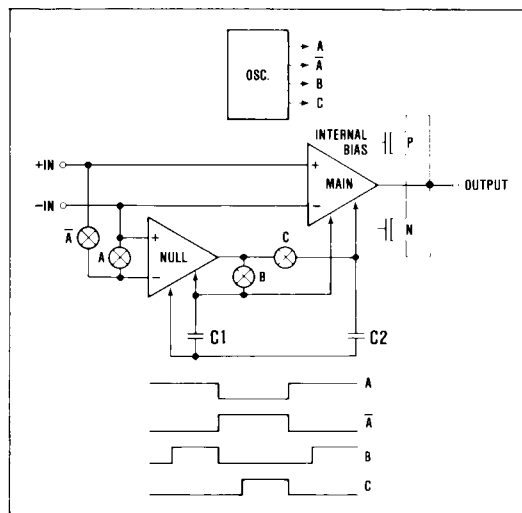 OSC.
A
A̅
B
C
INTERNAL
BIAS
P
+IN
+
MAIN
OUTPUT
−IN
−
N
A̅
A
+
NULL
−
C
B
C1
C2
A
A̅
B
C